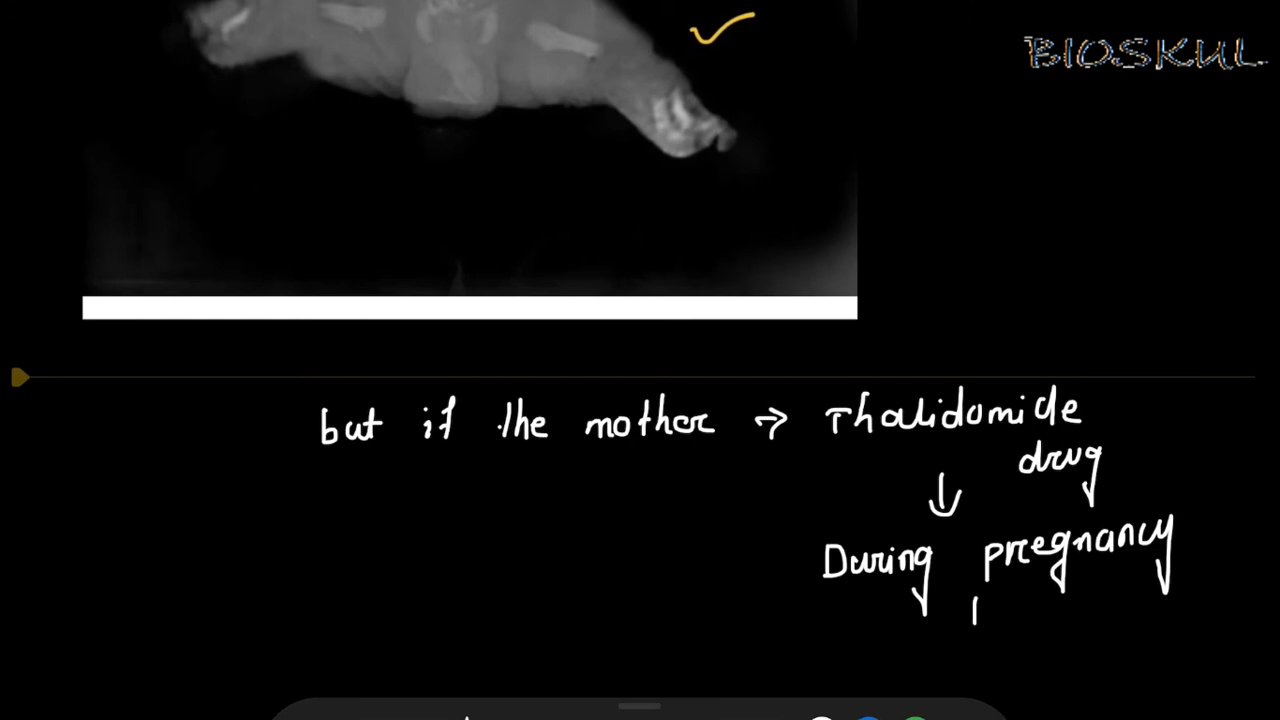 BIOSKUL
but if the mother → Thalidomide
drug
↓
During pregnancy